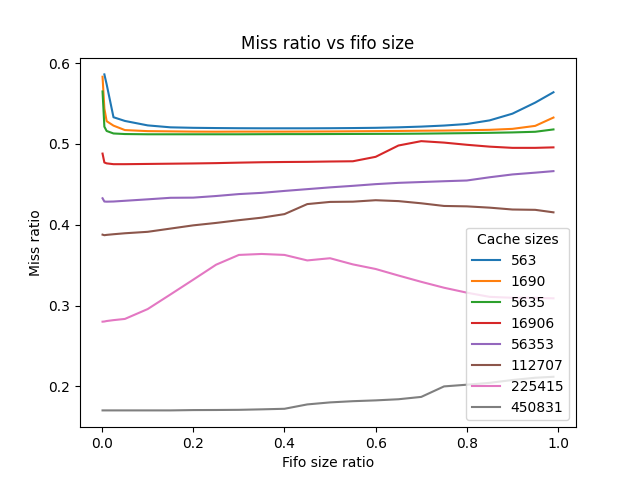 Miss ratio vs fifo size
Miss ratio
0.6
0.5
0.4
0.3
0.2
Cache sizes
563
1690
5635
16906
56353
112707
225415
450831
0.0 0.2 0.4 0.6 0.8 1.0
Fifo size ratio